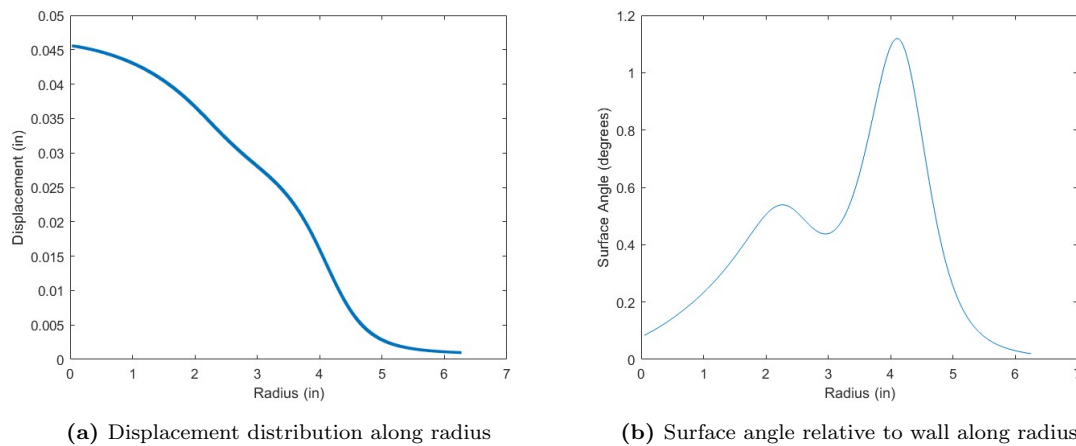 0.05
0.045
0.04
0.035
0.03
0.025
0.02
0.015
0.01
0.005
0
Displacement (in)
0 1 2 3 4 5 6 7
Radius (in)
(a) Displacement distribution along radius
1.2
1
0.8
0.6
0.4
0.2
0
Surface Angle (degrees)
0 1 2 3 4 5 6 7
Radius (in)
(b) Surface angle relative to wall along radius